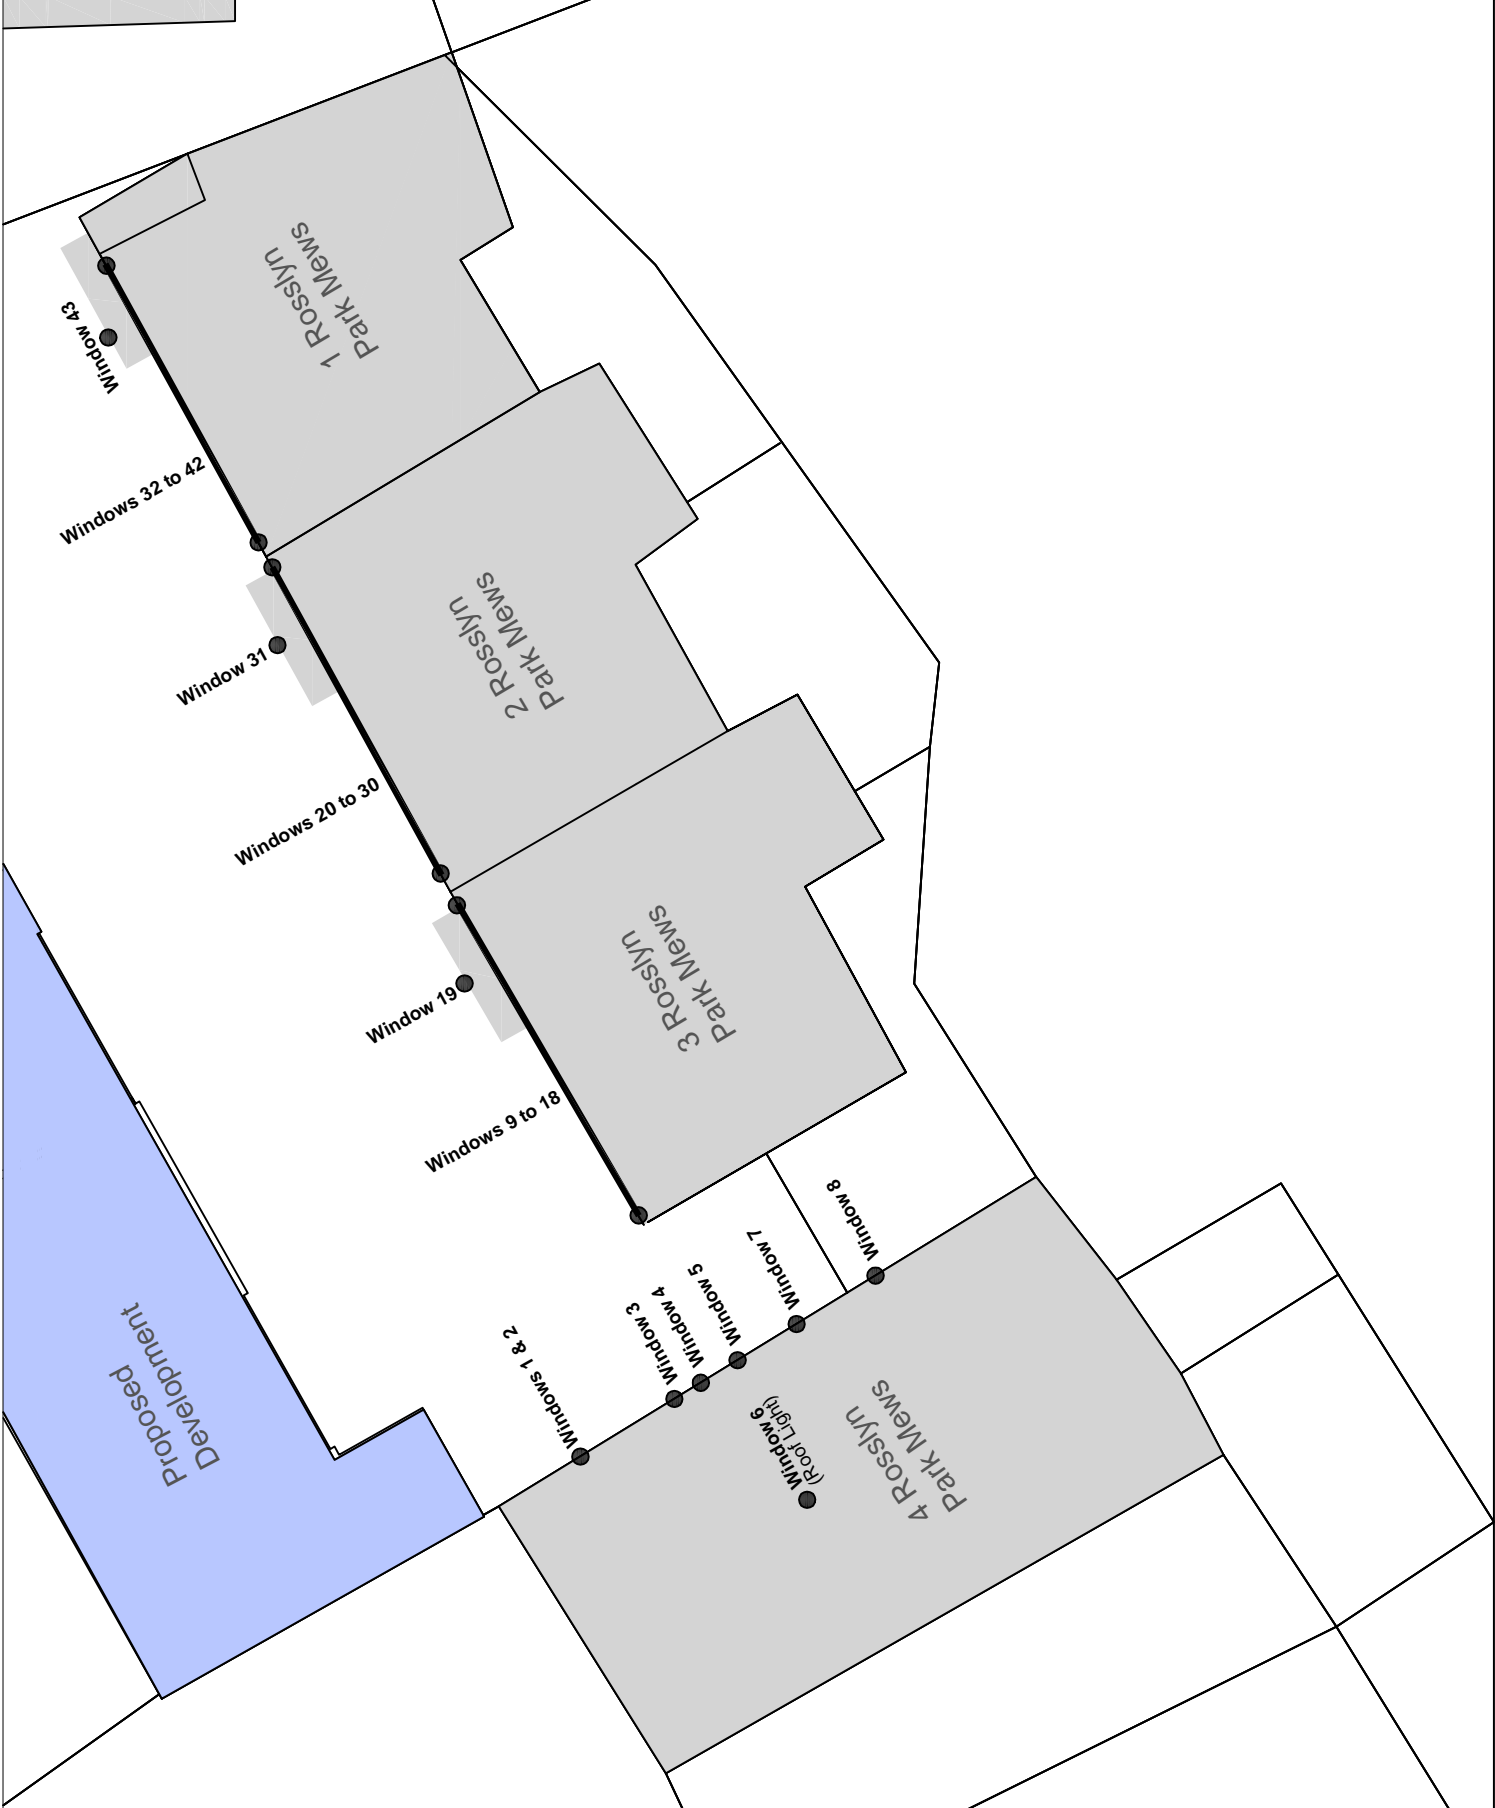 1 Rosslyn
Park Mews
Window 43
Windows 32 to 42
2 Rosslyn
Park Mews
Window 31
Windows 20 to 30
3 Rosslyn
Park Mews
Window 19
Windows 9 to 18
Window 8
Window 7
Window 5
Window 4
Window 3
Windows 1 & 2
Window 6
(Roof Light)
4 Rosslyn
Park Mews
Proposed
Development